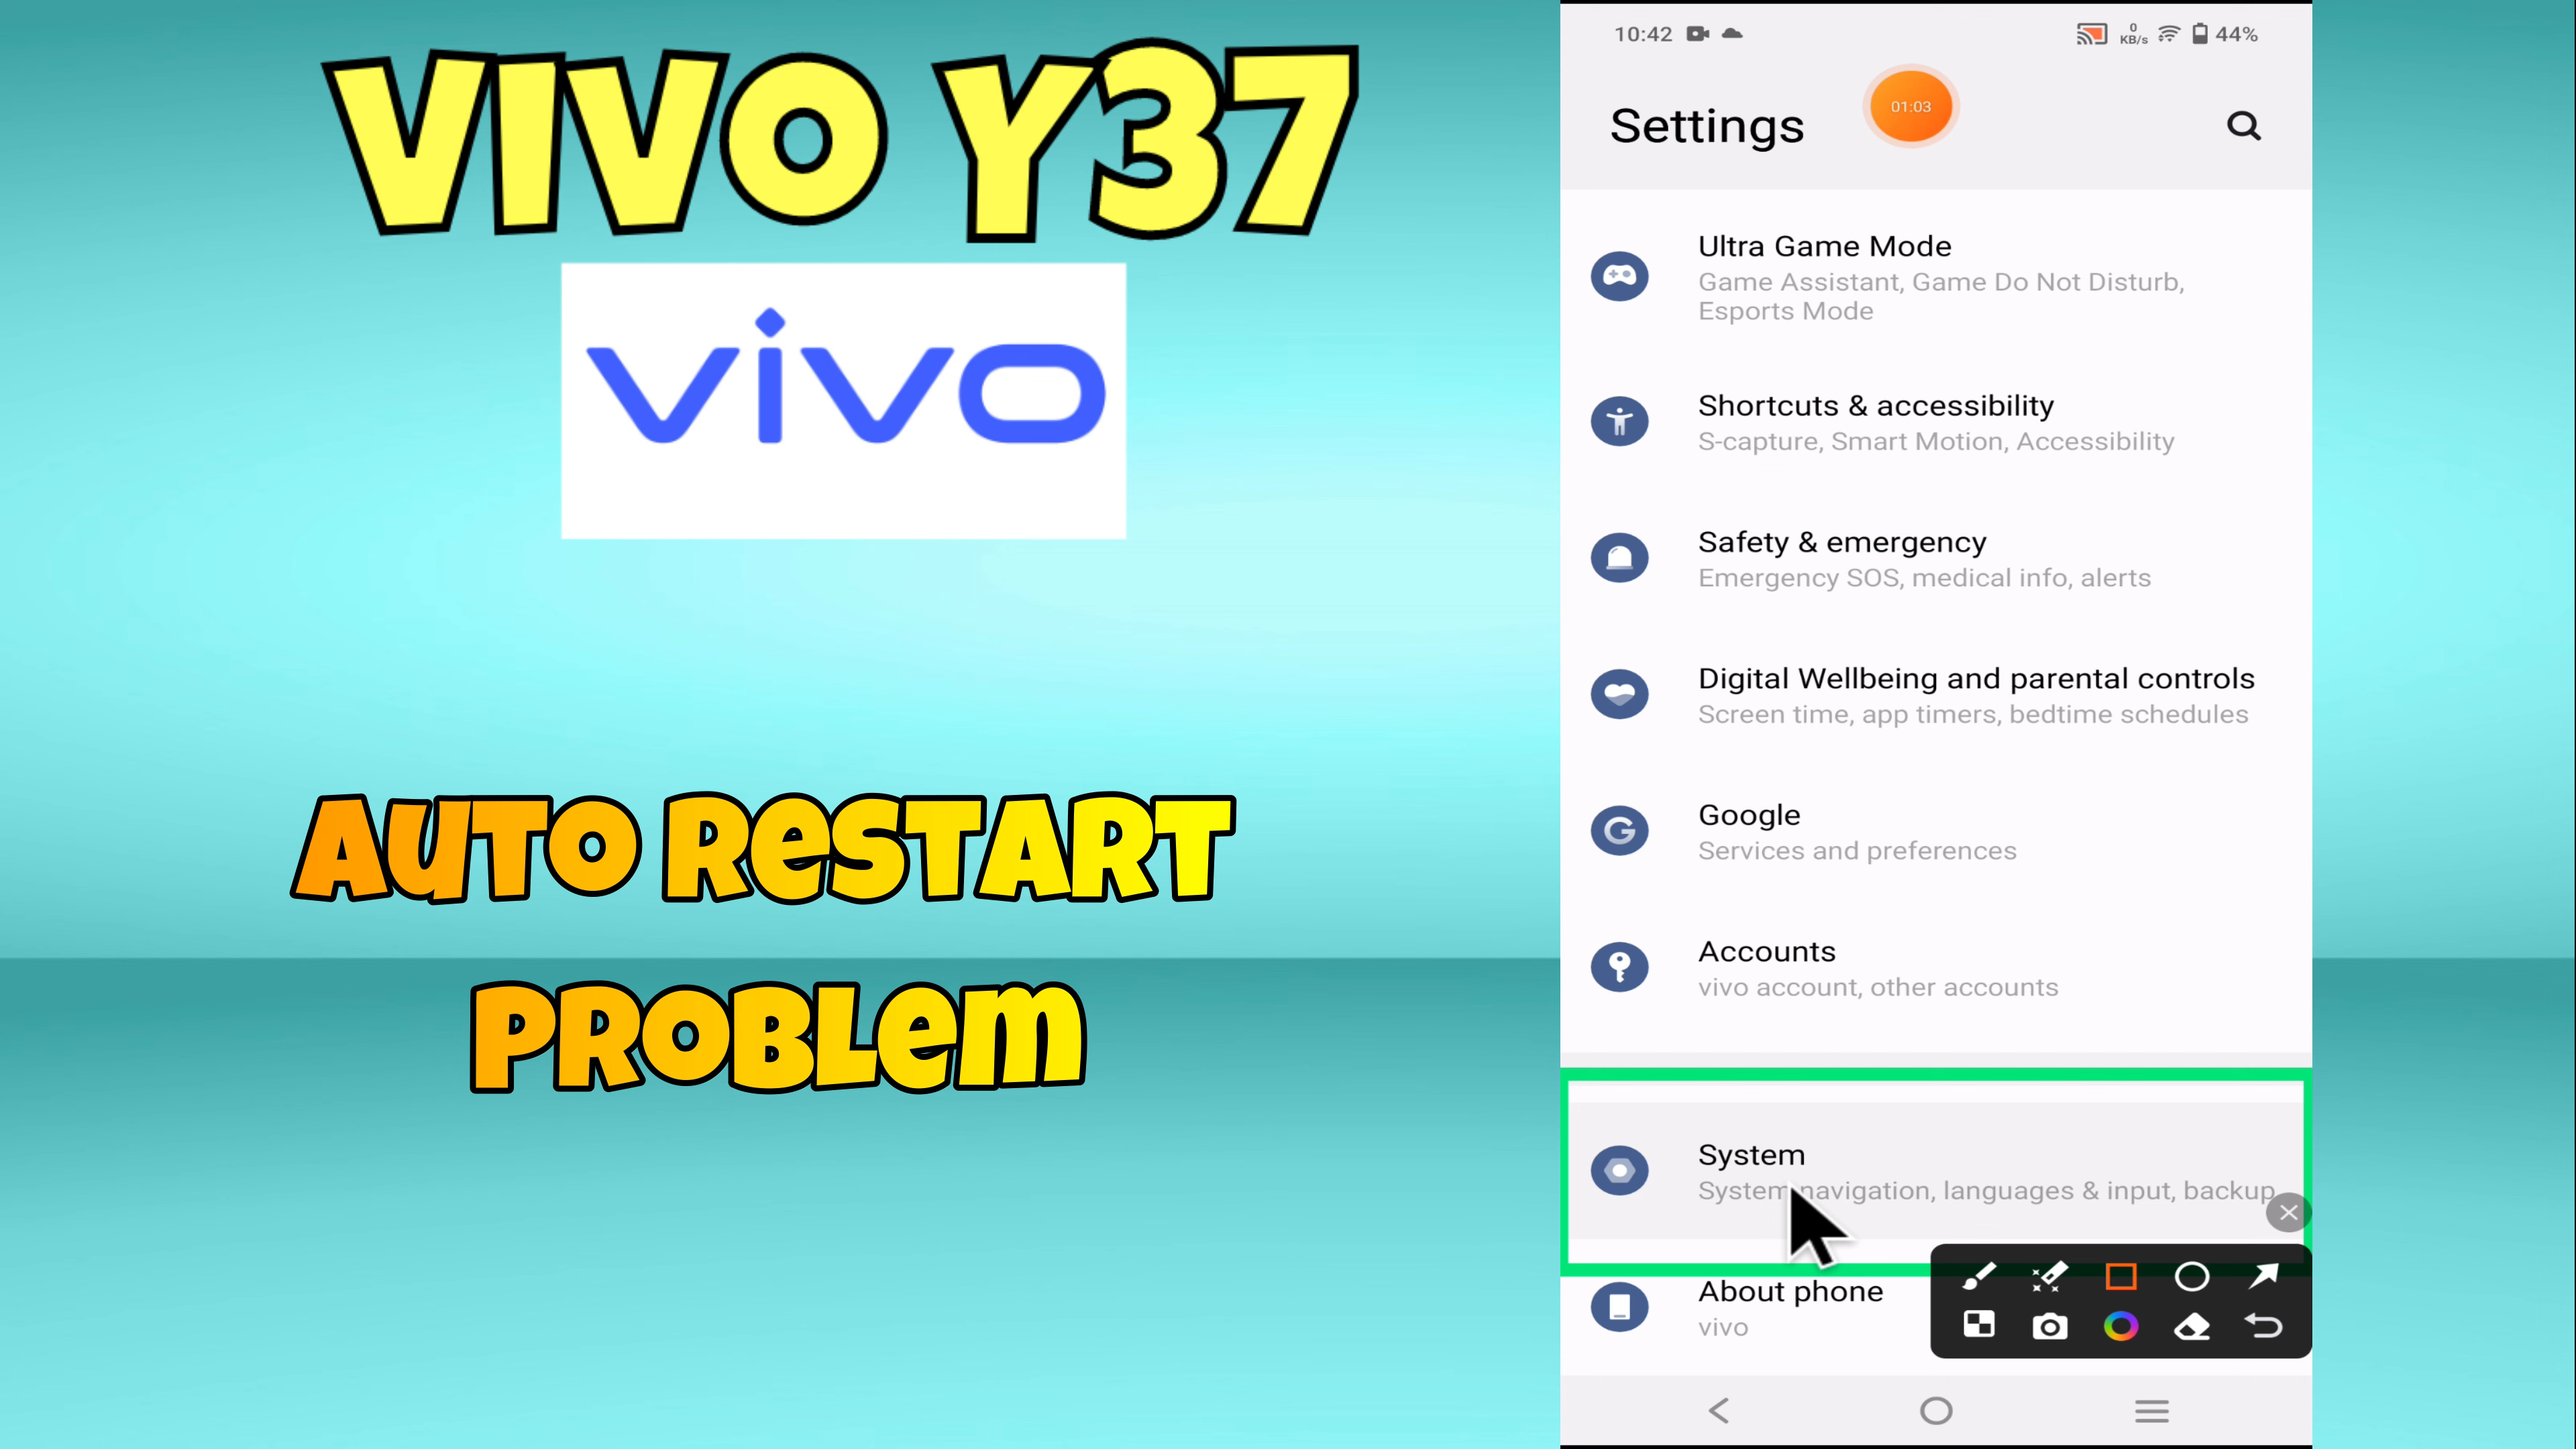 VIVO Y37
vivo
AUTO RESTART
PROBLEM
10:42
0
KB/s
44%
Settings
01:03
Ultra Game Mode
Game Assistant, Game Do Not Disturb,
Esports Mode
Shortcuts & accessibility
S-capture, Smart Motion, Accessibility
Safety & emergency
Emergency SOS, medical info, alerts
Digital Wellbeing and parental controls
Screen time, app timers, bedtime schedules
Google
Services and preferences
Accounts
vivo account, other accounts
System
System navigation, languages & input, backup
About phone
vivo